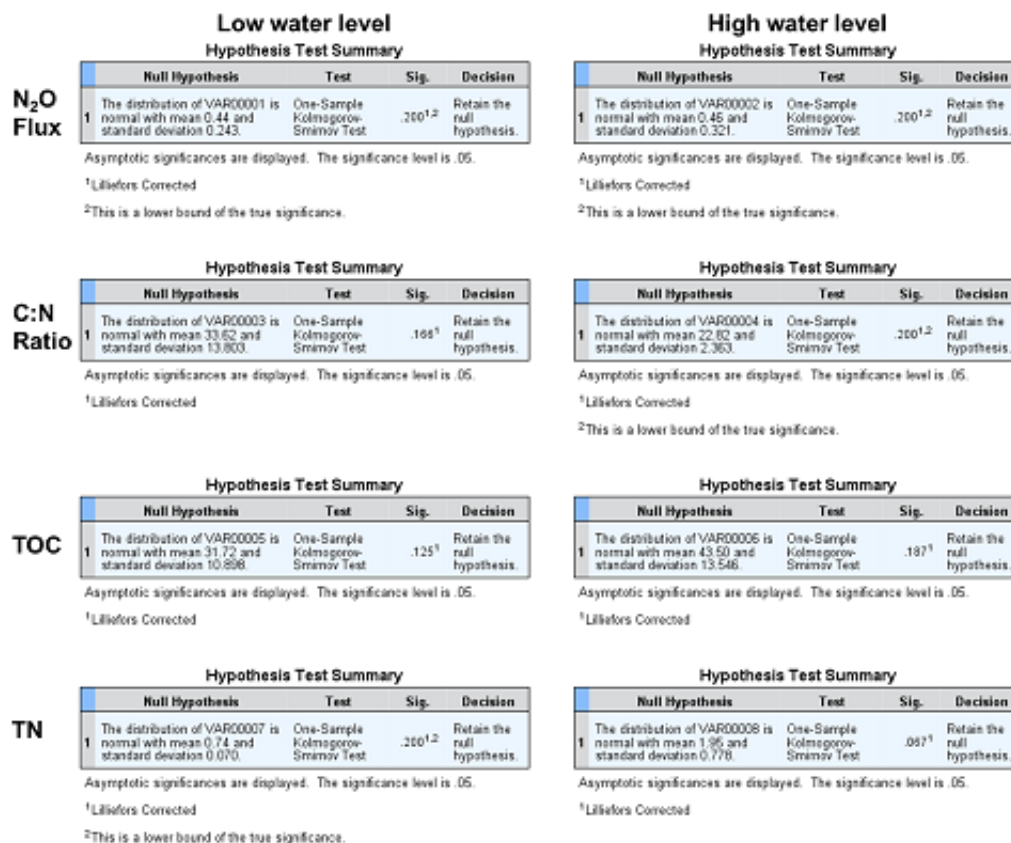 Low water level
High water level
N₂O
Flux
Hypothesis Test Summary
Null Hypothesis Test Sig. Decision
1 The distribution of VAR00001 is One-Sample .200¹,² Retain the
normal with mean 0.44 and Kolmogorov- null
standard deviation 0.243. Smirnov Test hypothesis.
Asymptotic significances are displayed. The significance level is .05.
¹Lilliefors Corrected
²This is a lower bound of the true significance.
Hypothesis Test Summary
Null Hypothesis Test Sig. Decision
1 The distribution of VAR00002 is One-Sample .200¹,² Retain the
normal with mean 0.46 and Kolmogorov- null
standard deviation 0.321. Smirnov Test hypothesis.
Asymptotic significances are displayed. The significance level is .05.
¹Lilliefors Corrected
²This is a lower bound of the true significance.
C:N
Ratio
Hypothesis Test Summary
Null Hypothesis Test Sig. Decision
1 The distribution of VAR00003 is One-Sample .166¹ Retain the
normal with mean 33.62 and Kolmogorov- null
standard deviation 13.803. Smirnov Test hypothesis.
Asymptotic significances are displayed. The significance level is .05.
¹Lilliefors Corrected
Hypothesis Test Summary
Null Hypothesis Test Sig. Decision
1 The distribution of VAR00004 is One-Sample .200¹,² Retain the
normal with mean 22.82 and Kolmogorov- null
standard deviation 2.363. Smirnov Test hypothesis.
Asymptotic significances are displayed. The significance level is .05.
¹Lilliefors Corrected
²This is a lower bound of the true significance.
TOC
Hypothesis Test Summary
Null Hypothesis Test Sig. Decision
1 The distribution of VAR00005 is One-Sample .125¹ Retain the
normal with mean 31.72 and Kolmogorov- null
standard deviation 10.898. Smirnov Test hypothesis.
Asymptotic significances are displayed. The significance level is .05.
¹Lilliefors Corrected
Hypothesis Test Summary
Null Hypothesis Test Sig. Decision
1 The distribution of VAR00006 is One-Sample .187¹ Retain the
normal with mean 43.50 and Kolmogorov- null
standard deviation 13.546. Smirnov Test hypothesis.
Asymptotic significances are displayed. The significance level is .05.
¹Lilliefors Corrected
TN
Hypothesis Test Summary
Null Hypothesis Test Sig. Decision
1 The distribution of VAR00007 is One-Sample .200¹,² Retain the
normal with mean 0.74 and Kolmogorov- null
standard deviation 0.070. Smirnov Test hypothesis.
Asymptotic significances are displayed. The significance level is .05.
¹Lilliefors Corrected
²This is a lower bound of the true significance.
Hypothesis Test Summary
Null Hypothesis Test Sig. Decision
1 The distribution of VAR00008 is One-Sample .067¹ Retain the
normal with mean 1.95 and Kolmogorov- null
standard deviation 0.778. Smirnov Test hypothesis.
Asymptotic significances are displayed. The significance level is .05.
¹Lilliefors Corrected